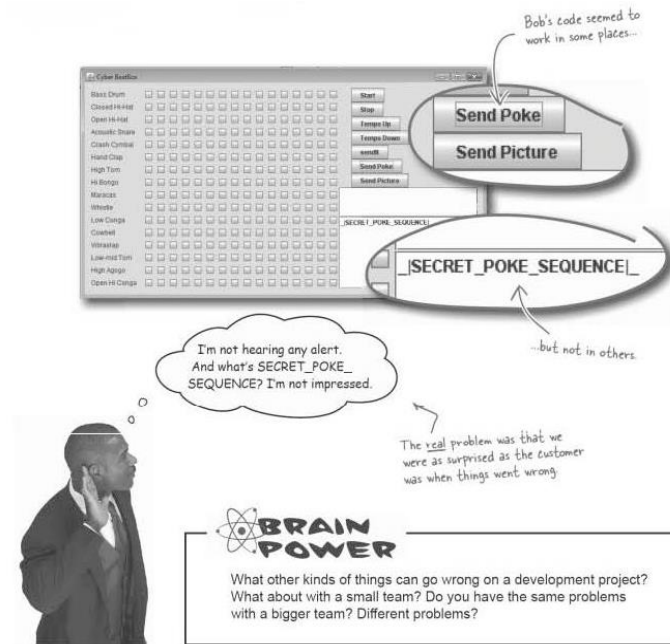 Bob's code seemed to
work in some places...
Cyber BeatBox
Bass Drum
Closed Hi-Hat
Open Hi-Hat
Acoustic Snare
Crash Cymbal
Hand Clap
High Tom
Hi Bongo
Maracas
Whistle
Low Conga
Cowbell
Vibraslap
Low-mid Tom
High Agogo
Open Hi Conga
Start
Stop
Tempo Up
Tempo Down
sendIt
Send Poke
Send Picture
_|SECRET_POKE_SEQUENCE|_
Send Poke
Send Picture
_|SECRET_POKE_SEQUENCE|_
...but not in others.
I'm not hearing any alert.
And what's SECRET_POKE_
SEQUENCE? I'm not impressed.
The real problem was that we
were as surprised as the customer
was when things went wrong.
BRAIN
POWER
What other kinds of things can go wrong on a development project?
What about with a small team? Do you have the same problems
with a bigger team? Different problems?